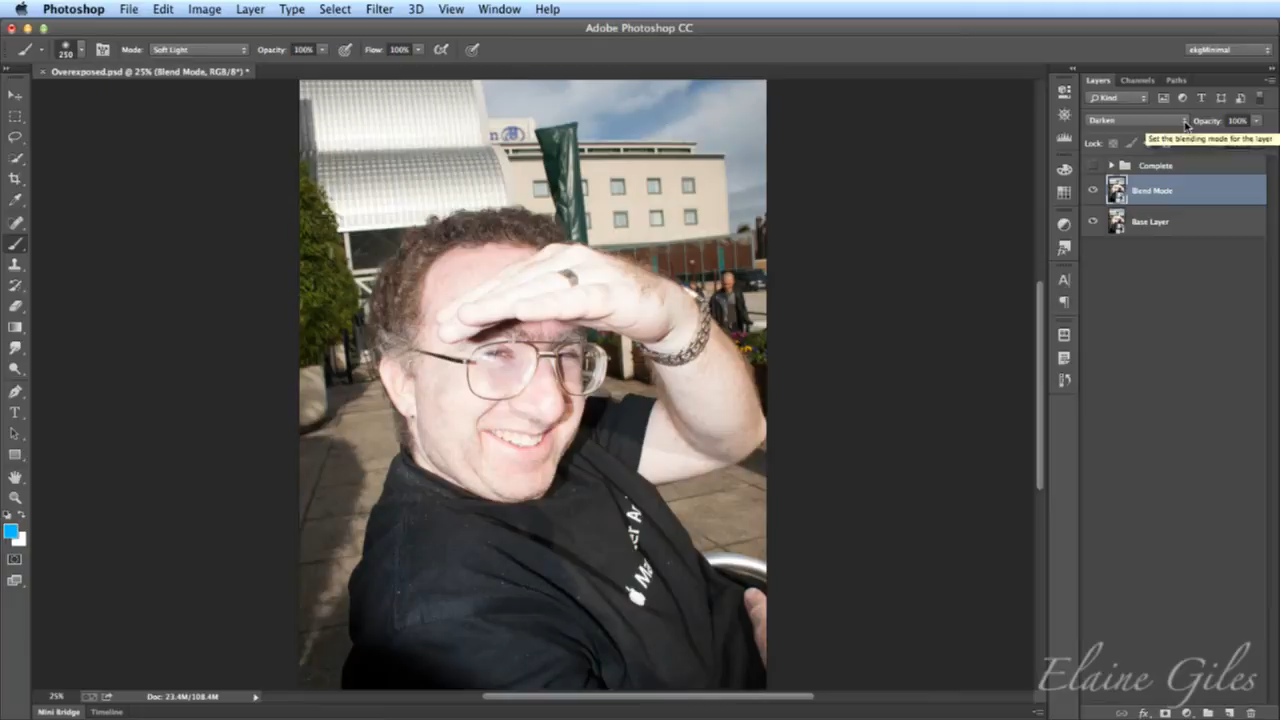 Photoshop File Edit Image Layer Type Select Filter 3D View Window Help
Adobe Photoshop CC
250 Mode: Soft Light Opacity: 100% Flow: 100% ekgMinimal
Overexposed.psd @ 25% (Blend Mode, RGB/8*) *
Layers Channels Paths
Kind
Darken Opacity: 100%
Set the blending mode for the layer
Lock:
Complete
Blend Mode
Base Layer
Elaine Giles
25% Doc: 23.4M/108.4M
Mini Bridge Timeline
fx